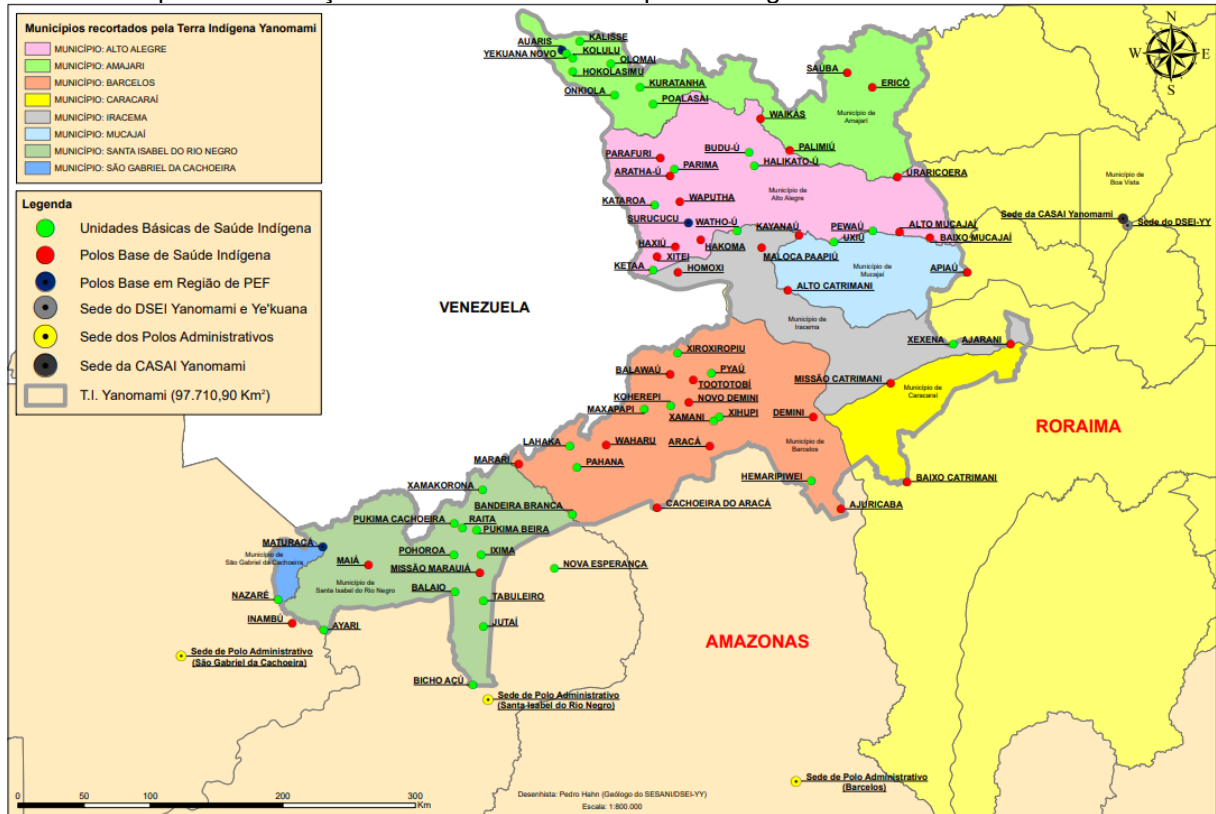 Municípios recortados pela Terra Indígena Yanomami
MUNICÍPIO: ALTO ALEGRE
MUNICÍPIO: AMAJARI
MUNICÍPIO: BARCELOS
MUNICÍPIO: CARACARAÍ
MUNICÍPIO: IRACEMA
MUNICÍPIO: MUCAJAÍ
MUNICÍPIO: SANTA ISABEL DO RIO NEGRO
MUNICÍPIO: SÃO GABRIEL DA CACHOEIRA
Legenda
Unidades Básicas de Saúde Indígena
Polos Base de Saúde Indígena
Polos Base em Região de PEF
Sede do DSEI Yanomami e Ye'kuana
Sede dos Polos Administrativos
Sede da CASAI Yanomami
T.I. Yanomami (97.710,90 Km²)
N
W
E
S
AUARIS
KALISSE
YEKUANA NOVO
KOLULU
OLOMAI
HOKOLASIMU
ONKIOLA
KURATANHA
POALASAI
SAUBA
ERICÓ
WAIKÁS
Município de
Amajari
PARAFURI
BUDU-Ú
PALIMIÚ
PARIMA
HALIKATO-Ú
ARATHA-Ú
URARICOERA
Município de
Alto Alegre
Município de
Boa Vista
KATAROA
WAPUTHA
SURUCUCU
WATHO-Ú
KAYANAÚ
PEWAÚ
ALTO MUCAJAÍ
Sede da CASAI Yanomami
Sede do DSEI-YY
HAXIÚ
HAKOMA
UXIÚ
BAIXO MUCAJAÍ
XITEI
MALOCA PAAPIÚ
KETAA
HOMOXI
Município de
Mucajaí
APIAÚ
ALTO CATRIMANI
VENEZUELA
Município de
Iracema
XEXENA
AJARANI
XIROXIROPIU
BALAWAÚ
PYAÚ
TOOTOTOBÍ
MISSÃO CATRIMANI
Município de
Caracaraí
KOHEREPI
NOVO DEMINI
MAXAPAPI
XAMANI
XIHUPI
DEMINI
RORAIMA
LAHAKA
WAHARU
ARACÁ
Município de
Barcelos
MARARI
PAHANA
XAMAKORONA
HEMARIPIWEI
BAIXO CATRIMANI
BANDEIRA BRANCA
CACHOEIRA DO ARACÁ
AJURICABA
PUKIMA CACHOEIRA
RAITA
PUKIMA BEIRA
MATURACÁ
Município de
São Gabriel da Cachoeira
MAIÁ
POHOROA
IXIMA
MISSÃO MARAUIÁ
NOVA ESPERANÇA
Município de
Santa Isabel do Rio Negro
BALAIO
NAZARÉ
TABULEIRO
INAMBÚ
AYARI
JUTAÍ
AMAZONAS
Sede de Polo Administrativo
(São Gabriel da Cachoeira)
BICHO AÇÚ
Sede de Polo Administrativo
(Santa Isabel do Rio Negro)
Sede de Polo Administrativo
(Barcelos)
0 50 100 200 300
Km
Desenhista: Pedro Hahn (Geólogo do SESANI/DSEI-YY)
Escala: 1:800.000